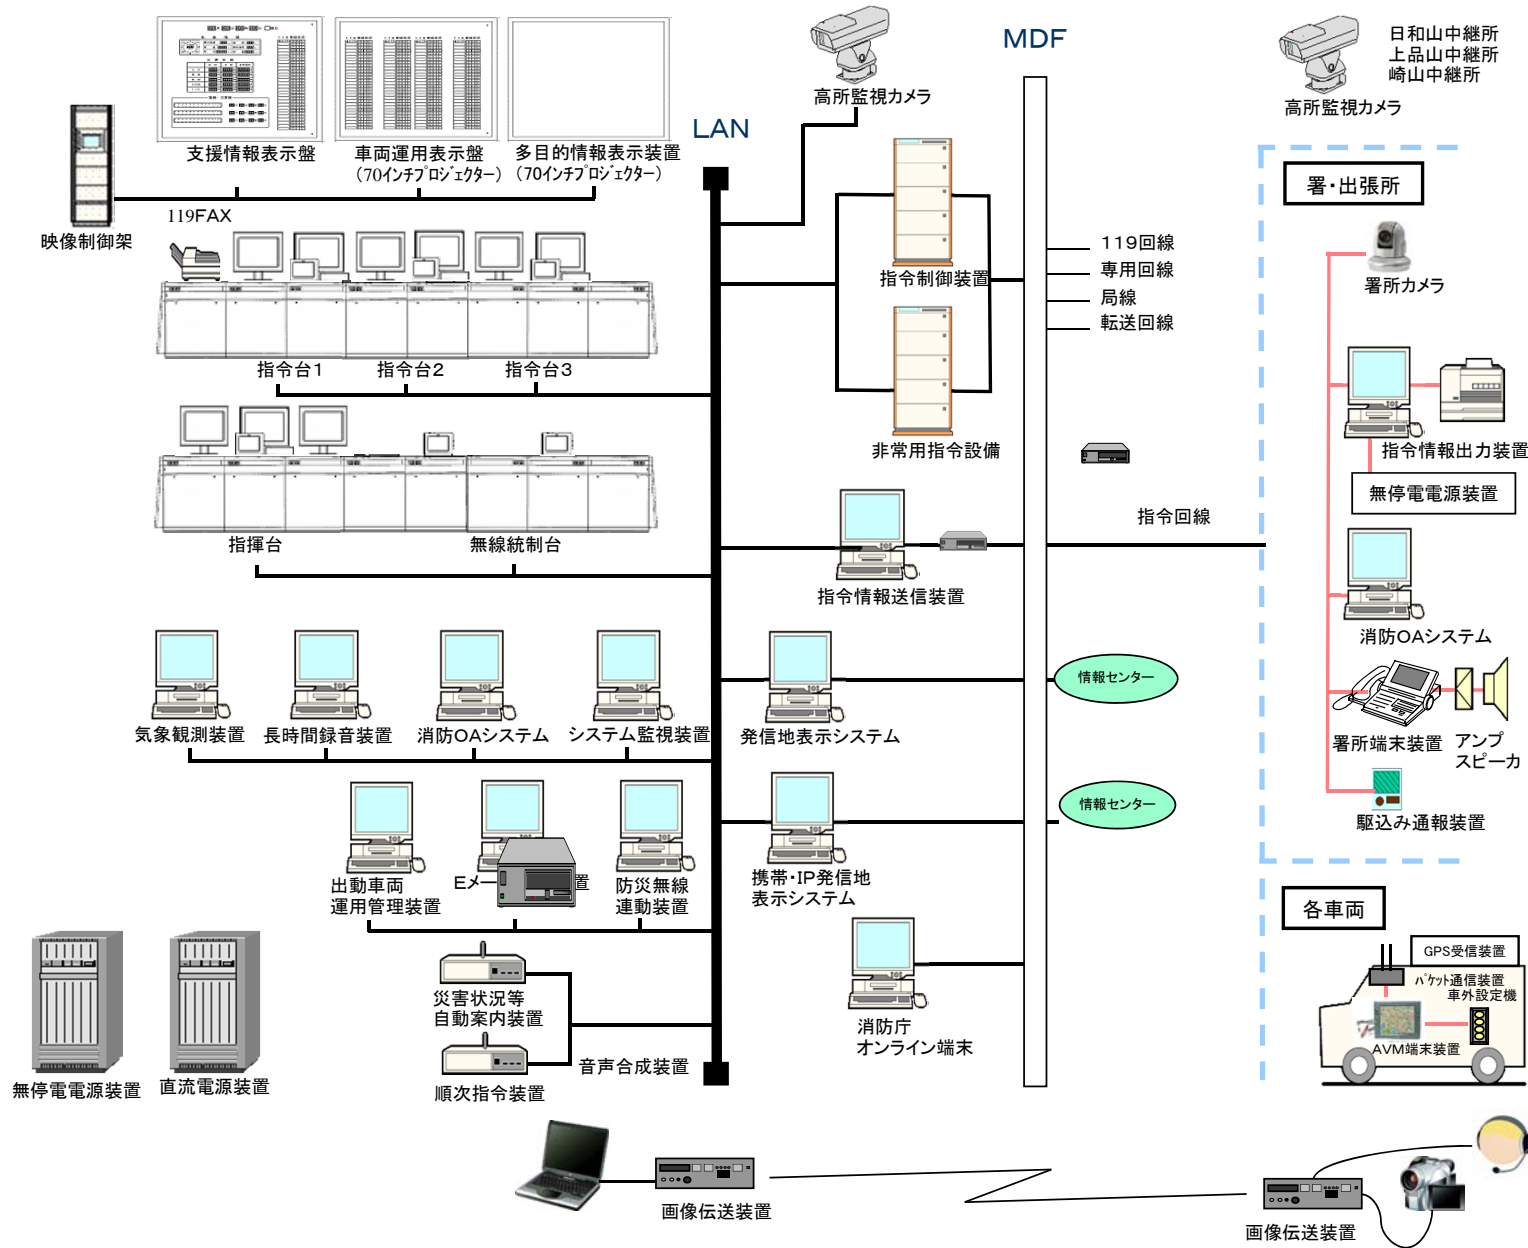 MDF
日和山中継所
上品山中継所
崎山中継所
高所監視カメラ
高所監視カメラ
LAN
支援情報表示盤
車両運用表示盤
(70インチプロジェクター)
多目的情報表示装置
(70インチプロジェクター)
映像制御架
119FAX
署・出張所
指令制御装置
119回線
専用回線
局線
転送回線
署所カメラ
指令台1
指令台2
指令台3
非常用指令設備
指令情報出力装置
無停電電源装置
指令回線
指揮台
無線統制台
指令情報送信装置
消防OAシステム
情報センター
気象観測装置
長時間録音装置
消防OAシステム
システム監視装置
発信地表示システム
署所端末装置
アンプ
スピーカ
情報センター
駆込み通報装置
出動車両
運用管理装置
Eメー
置
防災無線
連動装置
携帯・IP発信地
表示システム
各車両
GPS受信装置
パケット通信装置
車外設定機
AVM端末装置
災害状況等
自動案内装置
消防庁
オンライン端末
音声合成装置
順次指令装置
無停電電源装置
直流電源装置
画像伝送装置
画像伝送装置